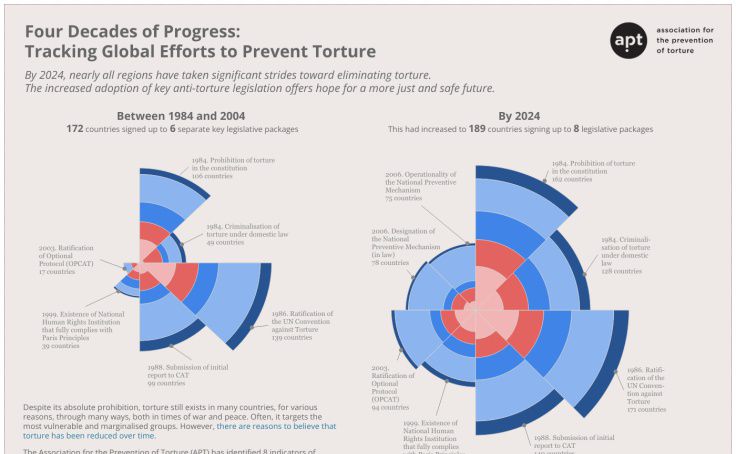 Four Decades of Progress:
Tracking Global Efforts to Prevent Torture
apt
association for
the prevention
of torture
By 2024, nearly all regions have taken significant strides toward eliminating torture.
The increased adoption of key anti-torture legislation offers hope for a more just and safe future.
Between 1984 and 2004
172 countries signed up to 6 separate key legislative packages
1984. Prohibition of torture
in the constitution
106 countries
1984. Criminalisation of
torture under domestic law
49 countries
2003. Ratification
of Optional
Protocol (OPCAT)
17 countries
1999. Existence of National
Human Rights Institution
that fully complies with
Paris Principles
39 countries
1986. Ratification of
the UN Convention
against Torture
139 countries
1988. Submission of initial
report to CAT
99 countries
By 2024
This had increased to 189 countries signing up to 8 legislative packages
1984. Prohibition of torture
in the constitution
162 countries
2006. Operationality of
the National Preventive
Mechanism
75 countries
2006. Designation of
the National
Preventive Mechanism
(in law)
78 countries
1984. Criminali-
sation of torture
under domestic
law
128 countries
2003.
Ratification of
Optional
Protocol
(OPCAT)
94 countries
1986. Ratifi-
cation of the
UN Conven-
tion against
Torture
171 countries
1999. Existence of
National Human
Rights Institution
that fully complies
1988. Submission of initial
report to CAT
Despite its absolute prohibition, torture still exists in many countries, for various
reasons, through many ways, both in times of war and peace. Often, it targets the
most vulnerable and marginalised groups. However, there are reasons to believe that
torture has been reduced over time.
The Association for the Prevention of Torture (APT) has identified 8 indicators of